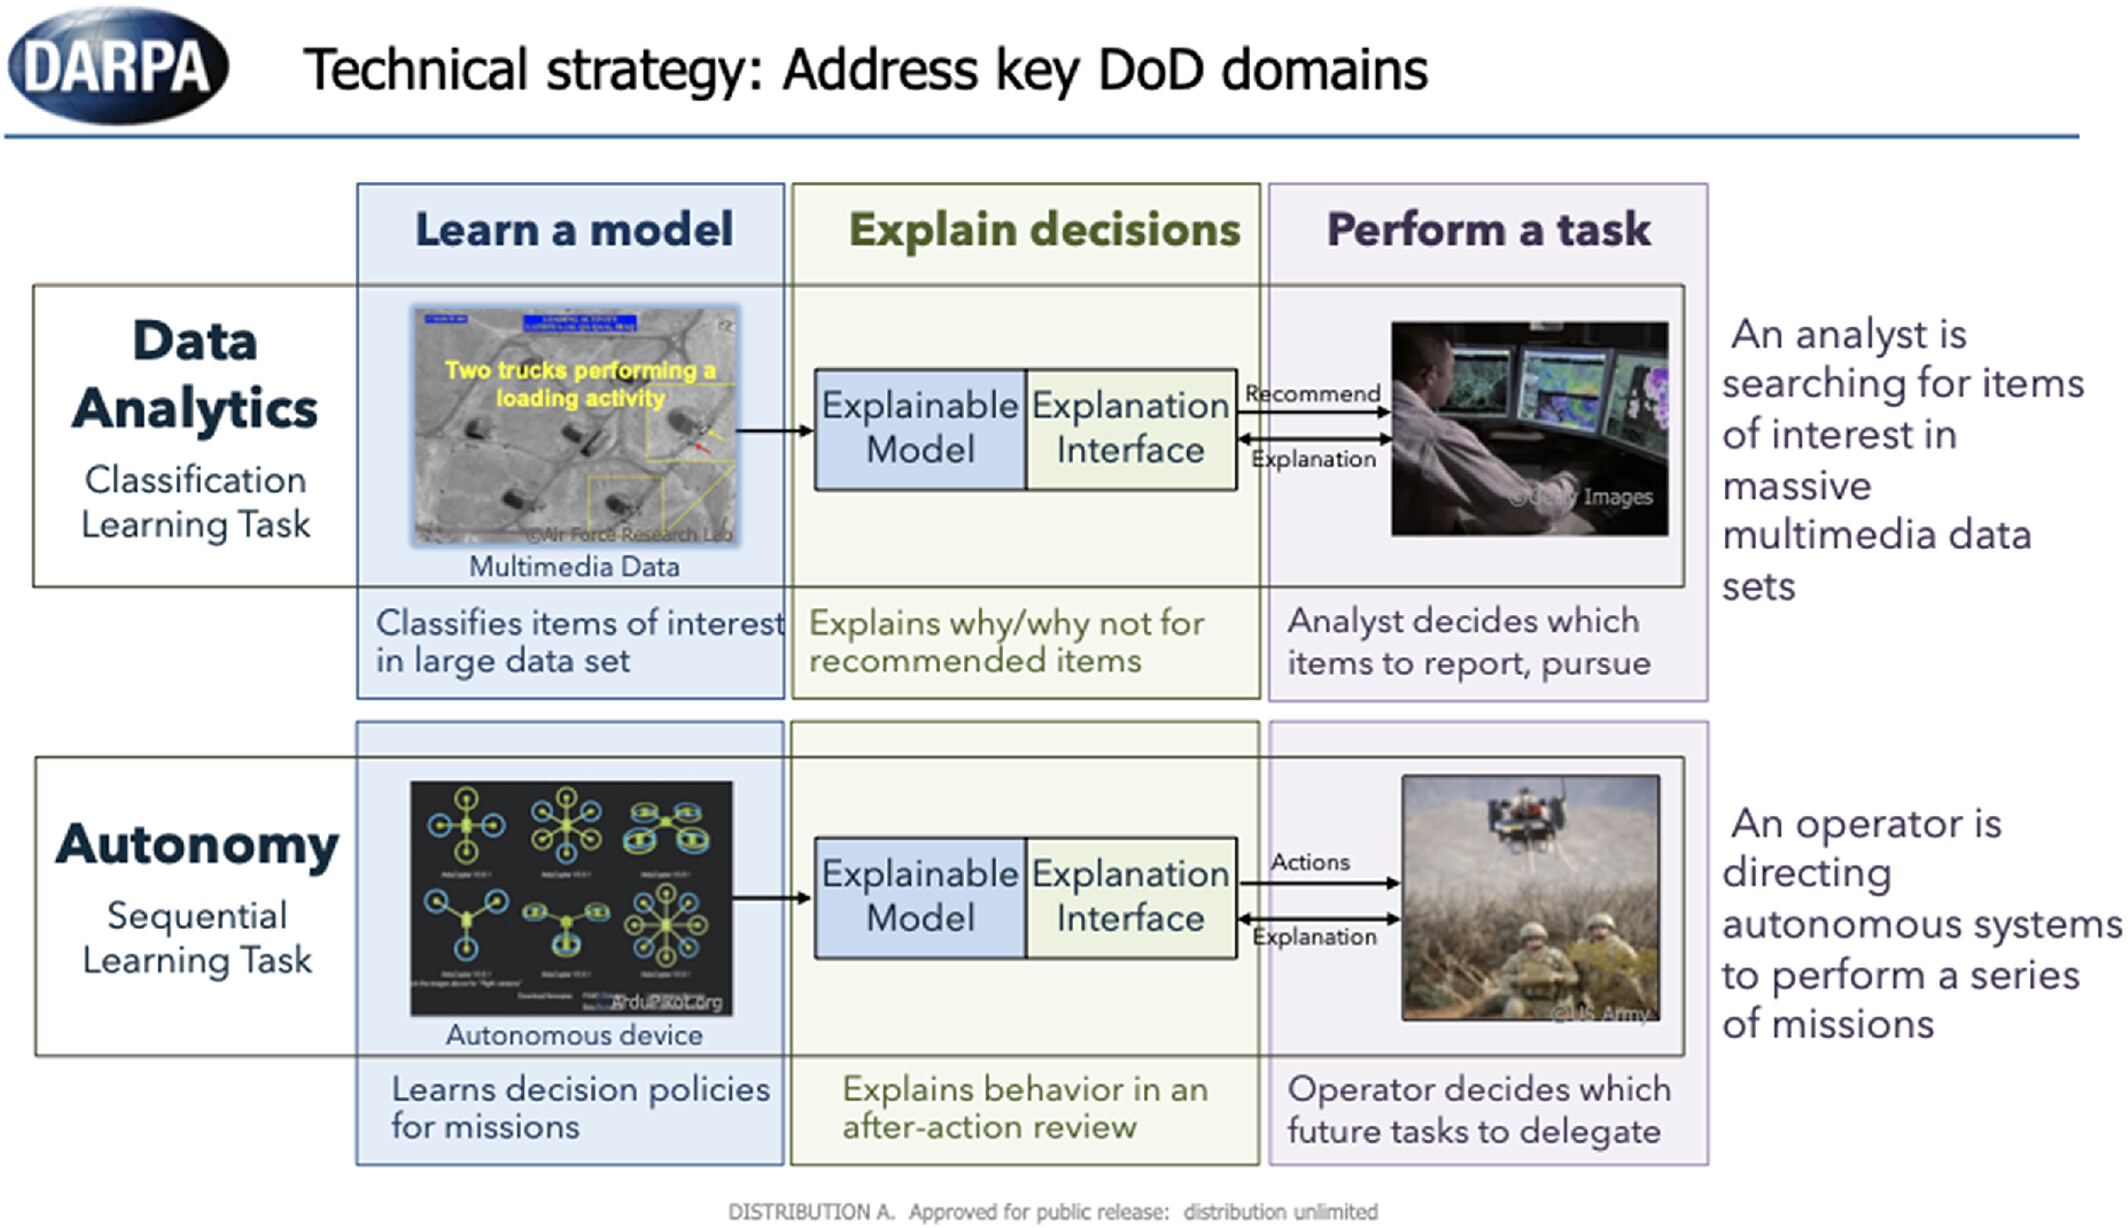 DARPA
Technical strategy: Address key DoD domains
Learn a model
Explain decisions
Perform a task
Data
Analytics
Classification
Learning Task
Two trucks performing a
loading activity
©Air Force Research Lab
Multimedia Data
Classifies items of interest
in large data set
Explainable
Model
Explanation
Interface
Recommend
Explanation
Explains why/why not for
recommended items
Images
Analyst decides which
items to report, pursue
An analyst is
searching for items
of interest in
massive
multimedia data
sets
Autonomy
Sequential
Learning Task
Autonomous device
Learns decision policies
for missions
Explainable
Model
Explanation
Interface
Actions
Explanation
Explains behavior in an
after-action review
©US Army
Operator decides which
future tasks to delegate
An operator is
directing
autonomous systems
to perform a series
of missions
DISTRIBUTION A. Approved for public release: distribution unlimited